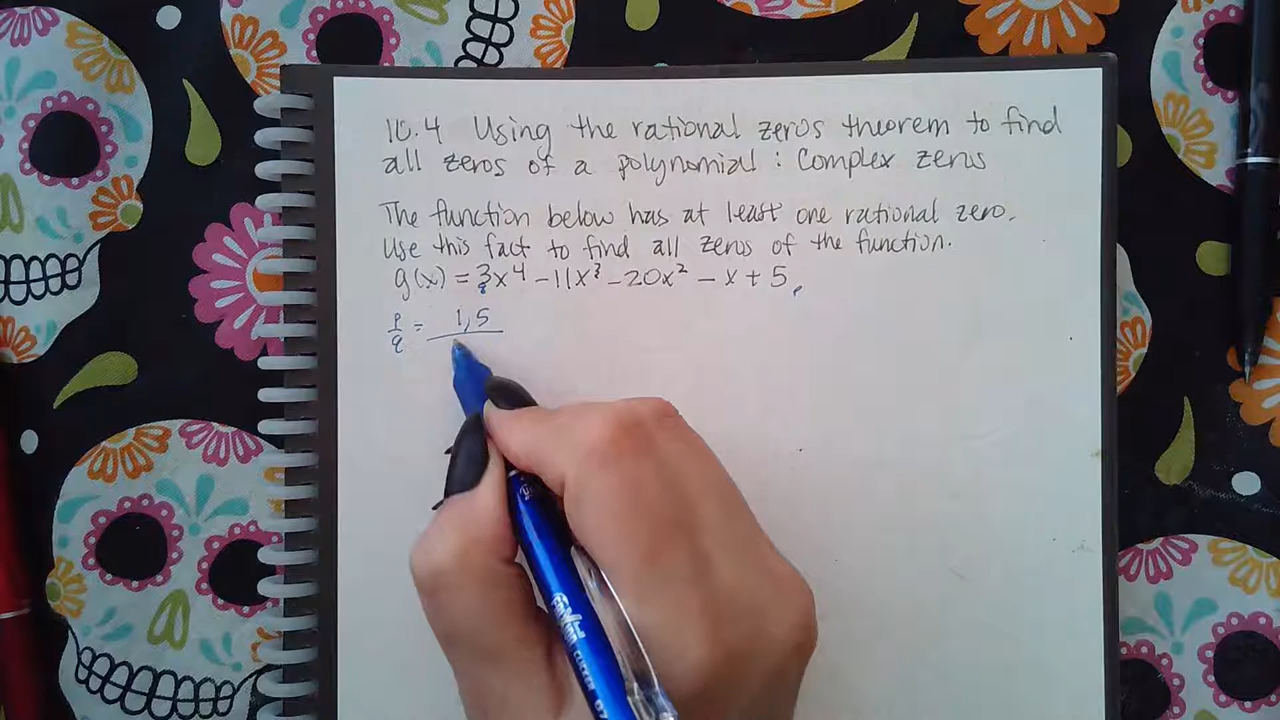 10.4 Using the rational zeros theorem to find
all zeros of a polynomial : Complex zeros
The function below has at least one rational zero.
Use this fact to find all zeros of the function.
g(x) = 3x⁴ - 11x³ - 20x² - x + 5
p/q = 1, 5